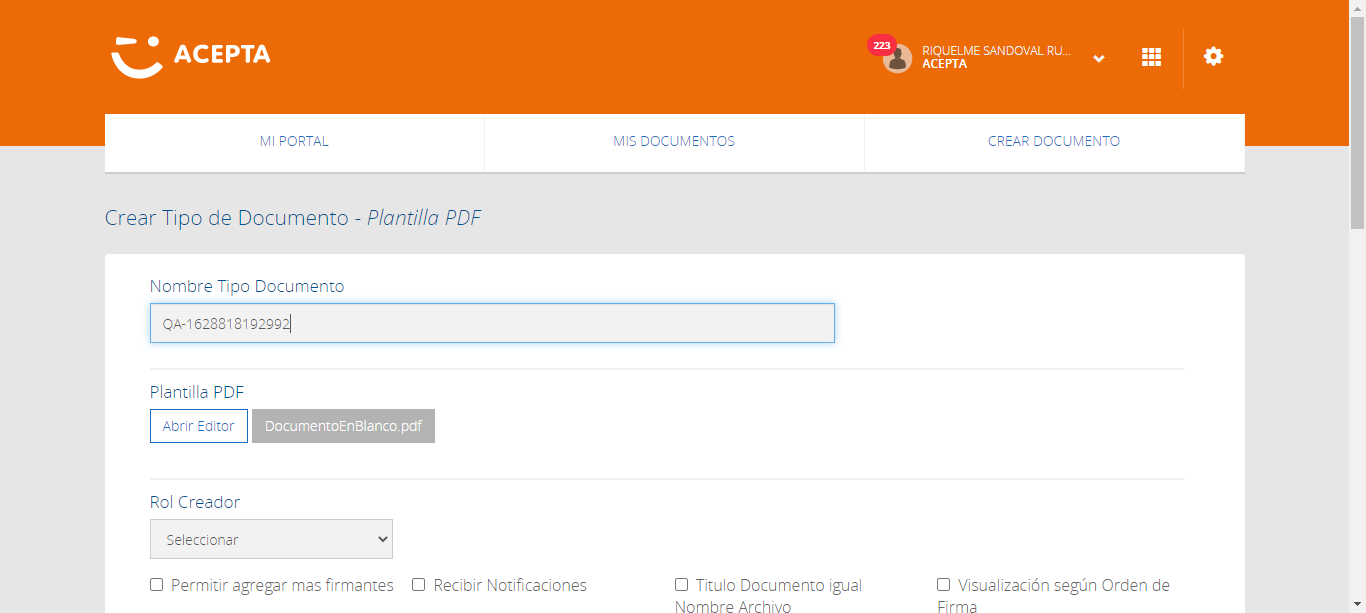 ACEPTA
223
RIQUELME SANDOVAL RU...
ACEPTA
MI PORTAL
MIS DOCUMENTOS
CREAR DOCUMENTO
Crear Tipo de Documento - Plantilla PDF
Nombre Tipo Documento
QA-1628818192992
Plantilla PDF
Abrir Editor
DocumentoEnBlanco.pdf
Rol Creador
Seleccionar
Permitir agregar mas firmantes
Recibir Notificaciones
Titulo Documento igual
Nombre Archivo
Visualización según Orden de
Firma